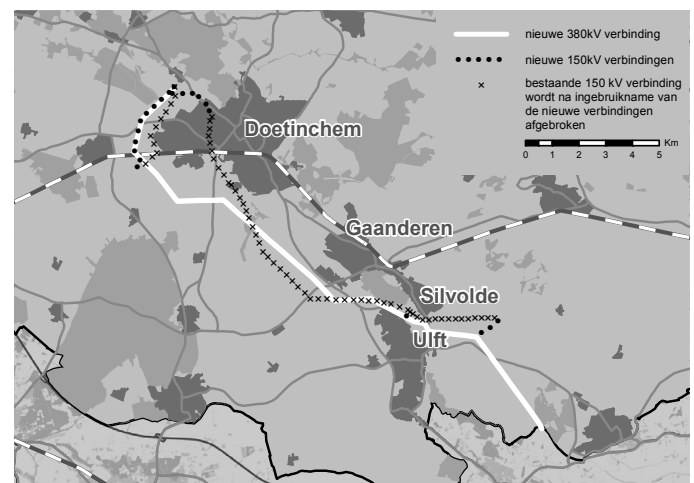 nieuwe 380kV verbinding
nieuwe 150kV verbindingen
bestaande 150 kV verbinding
wordt na ingebruikname van
de nieuwe verbindingen
afgebroken
Km
0 1 2 3 4 5
Doetinchem
Gaanderen
Silvolde
Ulft